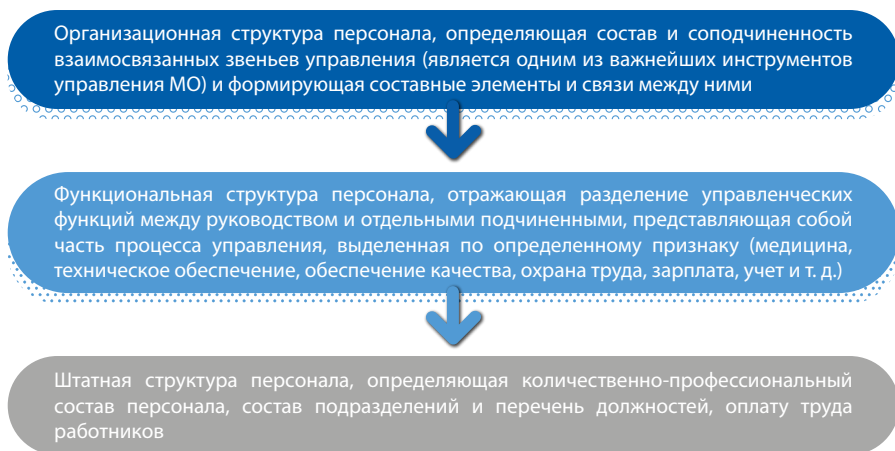 Организационная структура персонала, определяющая состав и соподчиненность
взаимосвязанных звеньев управления (является одним из важнейших инструментов
управления МО) и формирующая составные элементы и связи между ними
Функциональная структура персонала, отражающая разделение управленческих
функций между руководством и отдельными подчиненными, представляющая собой
часть процесса управления, выделенная по определенному признаку (медицина,
техническое обеспечение, обеспечение качества, охрана труда, зарплата, учет и т. д.)
Штатная структура персонала, определяющая количественно-профессиональный
состав персонала, состав подразделений и перечень должностей, оплату труда
работников